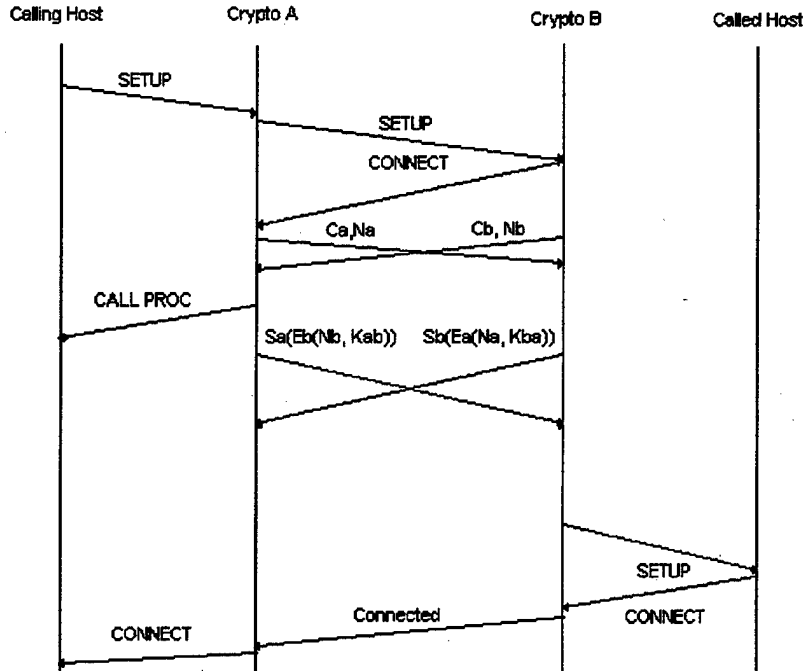 Calling Host
Crypto A
Crypto B
Called Host
SETUP
SETUP
CONNECT
Ca,Na
Cb, Nb
CALL PROC
Sa(Eb(Nb, Kab))
Sb(Ea(Na, Kba))
SETUP
CONNECT
Connected
CONNECT